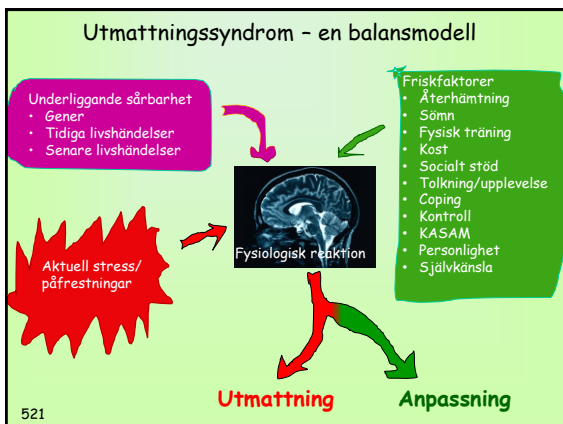 Utmattningssyndrom – en balansmodell
Underliggande sårbarhet
• Gener
• Tidiga livshändelser
• Senare livshändelser
Friskfaktorer
• Återhämtning
• Sömn
• Fysisk träning
• Kost
• Socialt stöd
• Tolkning/upplevelse
• Coping
• Kontroll
• KASAM
• Personlighet
• Självkänsla
Fysiologisk reaktion
Aktuell stress/
påfrestningar
Utmattning
Anpassning
521